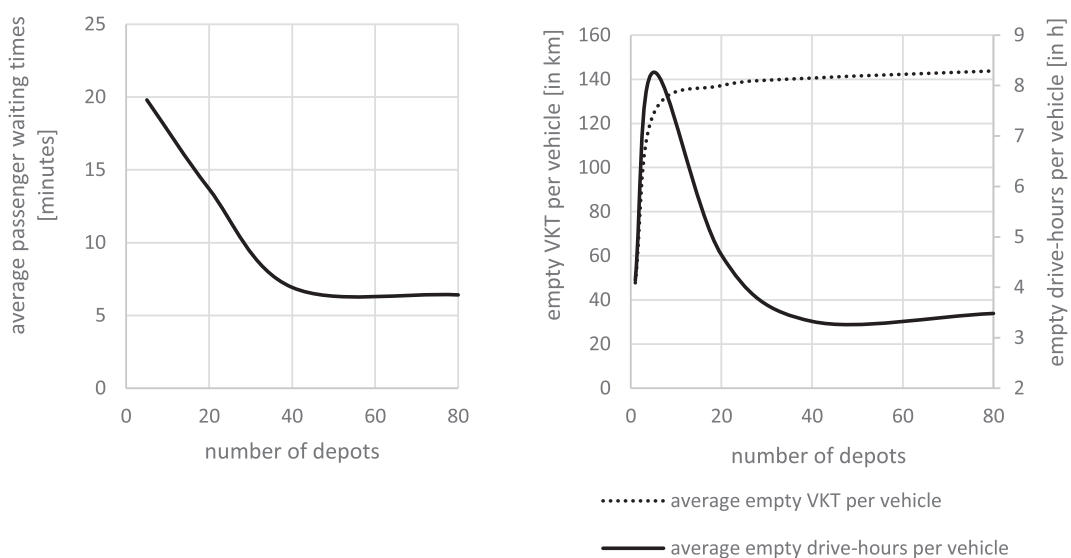 average passenger waiting times
[minutes]
25
20
15
10
5
0
0 20 40 60 80
number of depots
empty VKT per vehicle [in km]
160
140
120
100
80
60
40
20
0
0 20 40 60 80
number of depots
9
8
7
6
5
4
3
2
empty drive-hours per vehicle [in h]
average empty VKT per vehicle
average empty drive-hours per vehicle